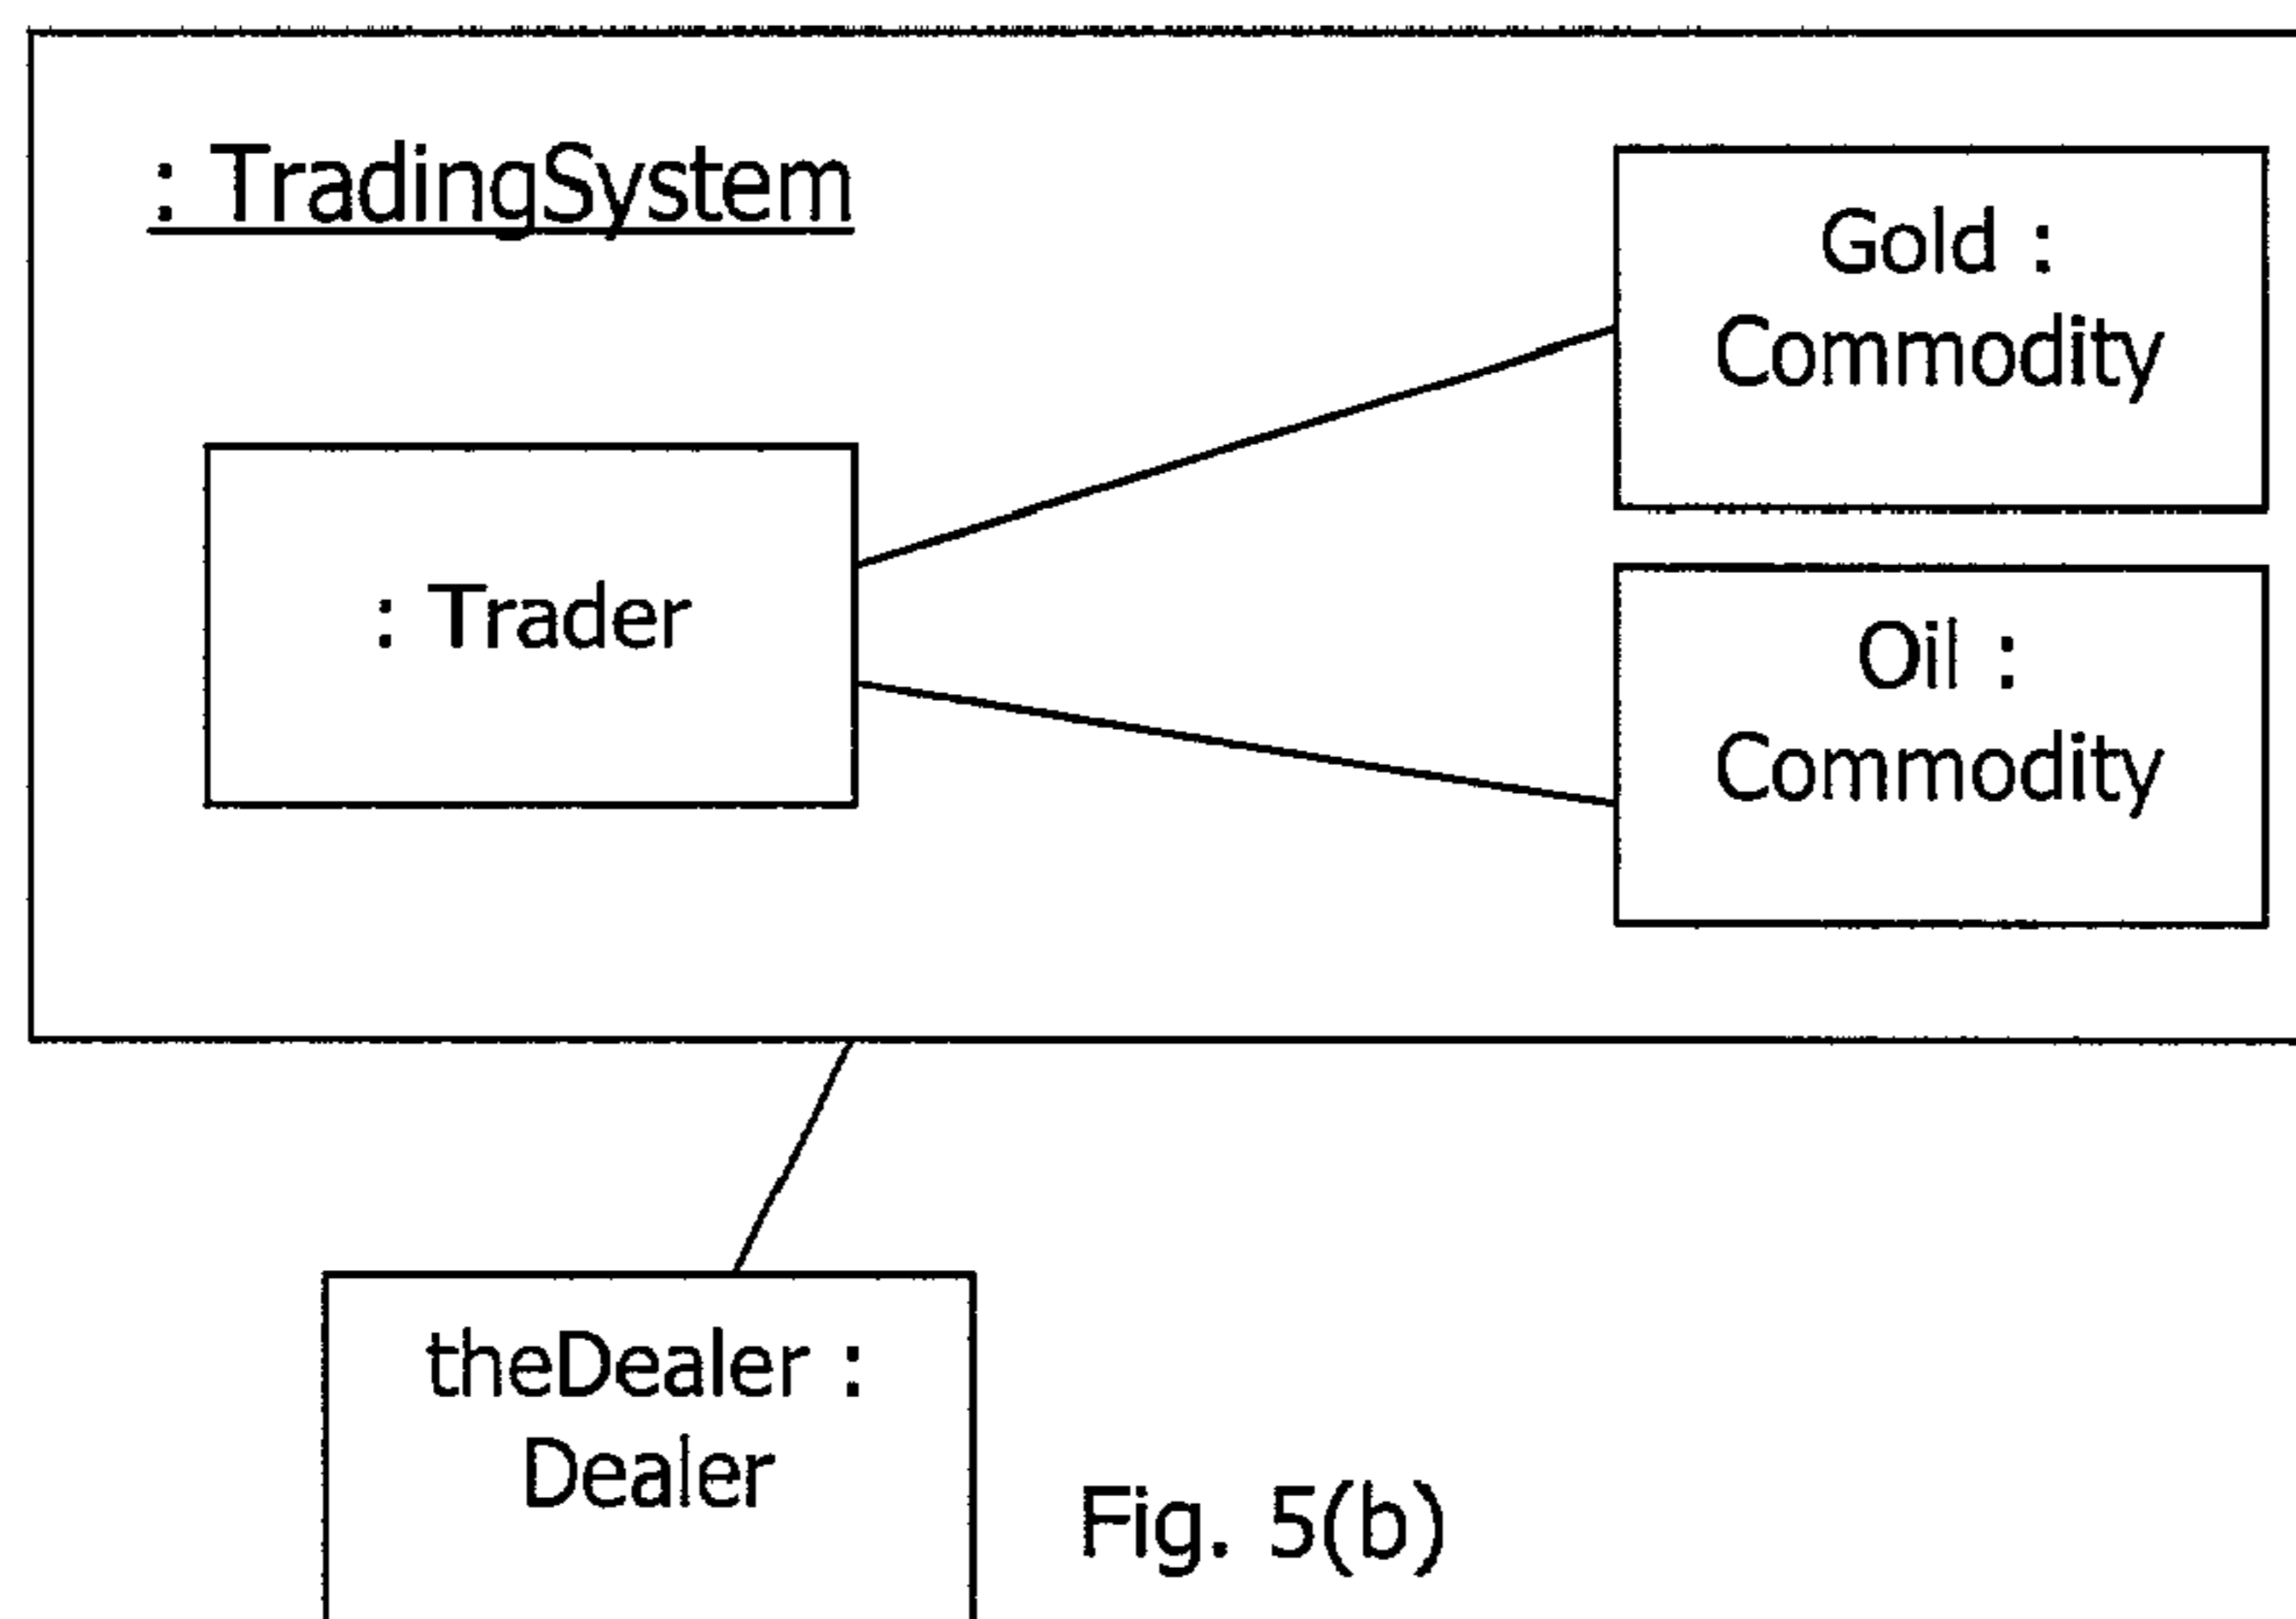 : TradingSystem
Gold :
Commodity
: Trader
Oil :
Commodity
theDealer :
Dealer
Fig. 5(b)